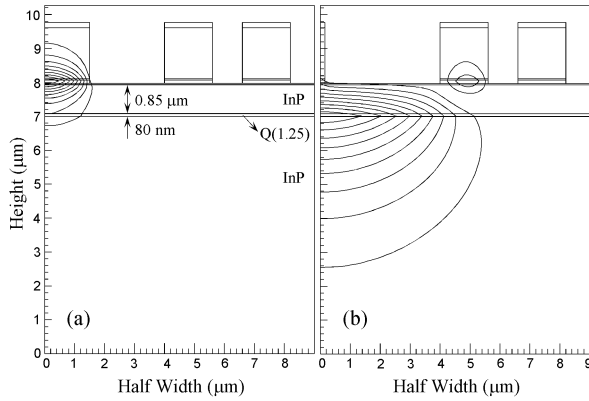 10
9
8
7
6
5
4
3
2
1
0
Height (μm)
0.85 μm
InP
80 nm
Q(1.25)
InP
(a)
(b)
0 1 2 3 4 5 6 7 8
0 1 2 3 4 5 6 7 8 9
Half Width (μm)
Half Width (μm)